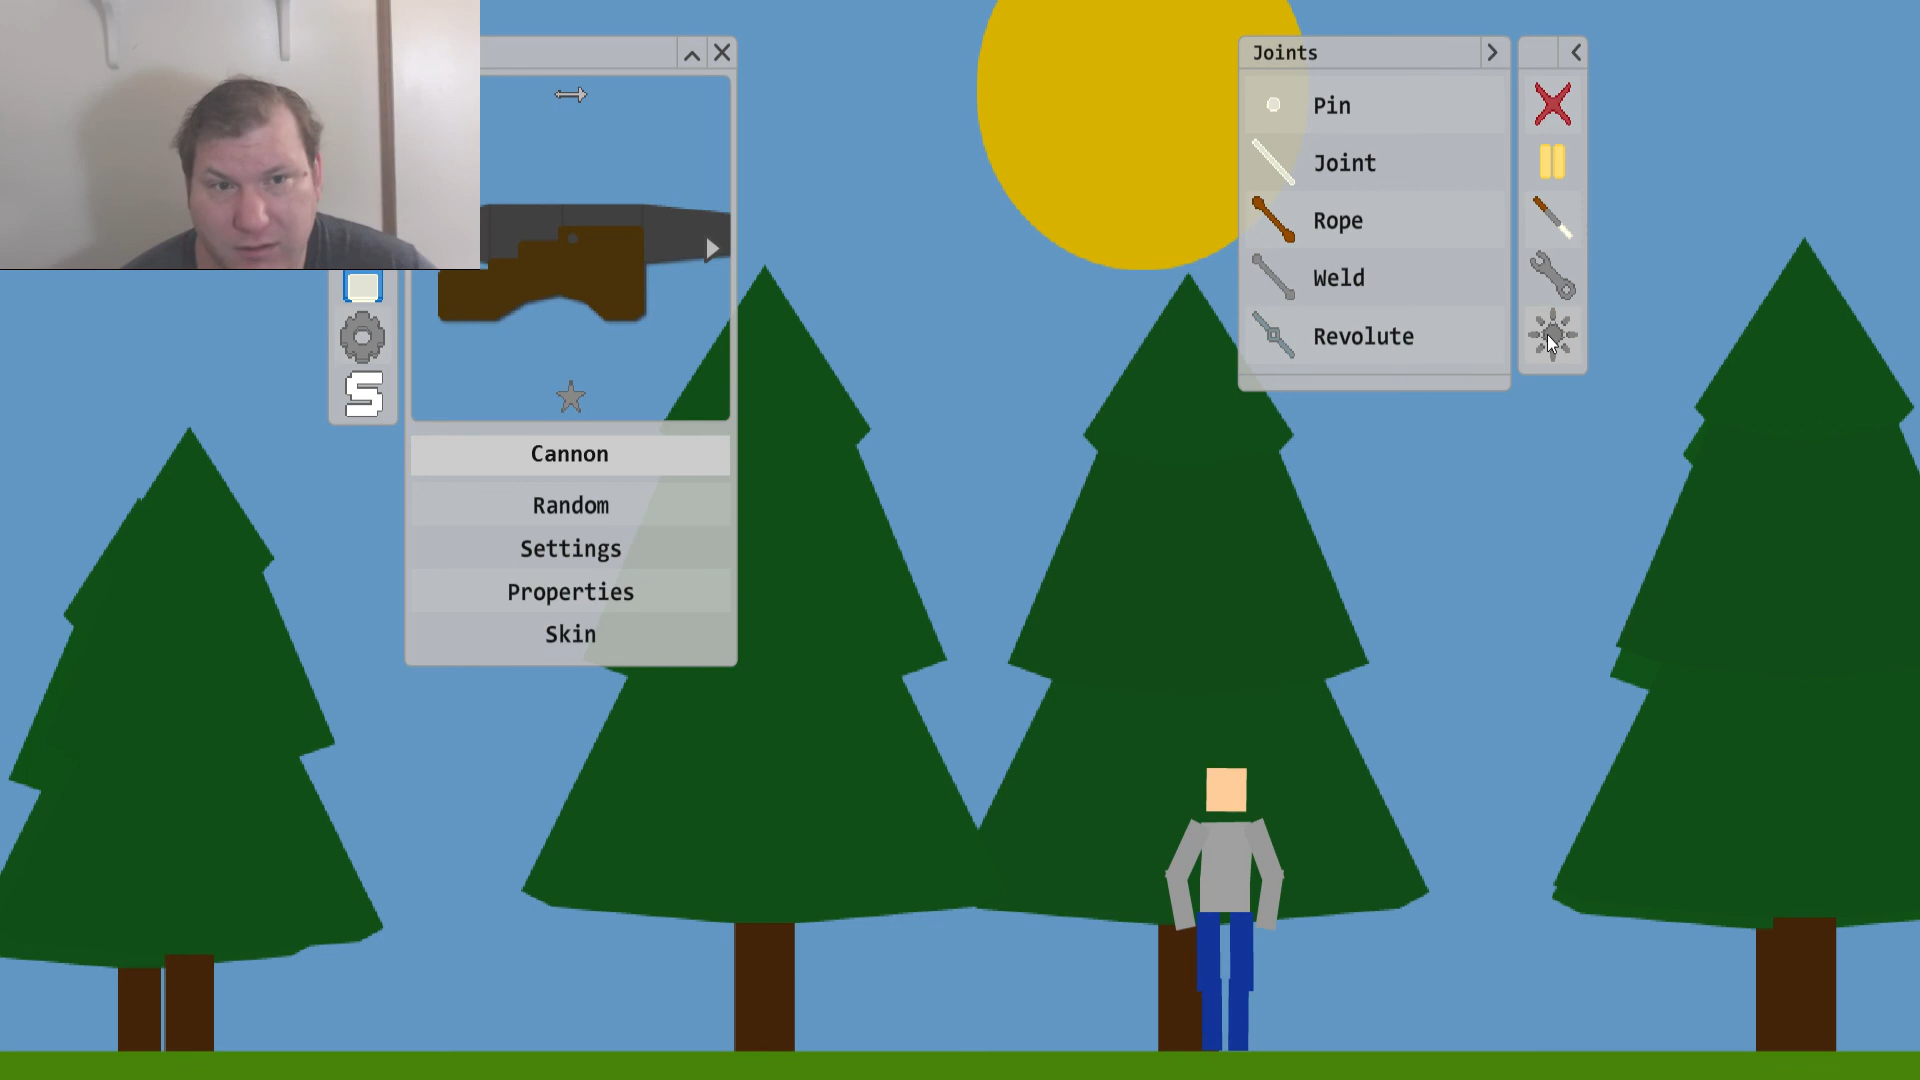 Joints
Pin
Joint
Rope
Weld
Revolute
S
Cannon
Random
Settings
Properties
Skin